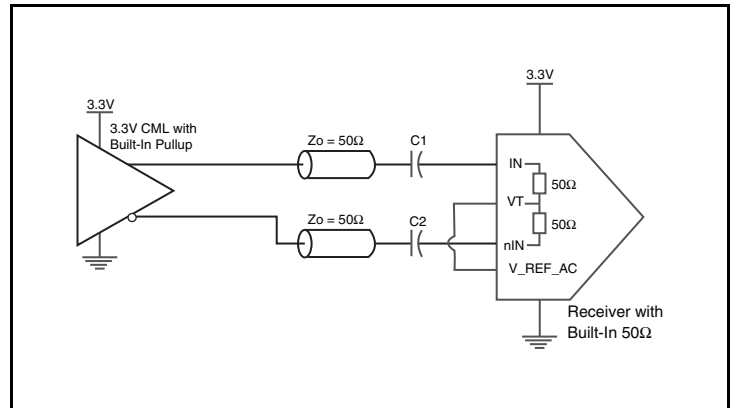 3.3V
3.3V
3.3V CML with
Built-In Pullup
Zo = 50Ω
C1
IN
50Ω
VT
Zo = 50Ω
C2
50Ω
nIN
V_REF_AC
Receiver with
Built-In 50Ω